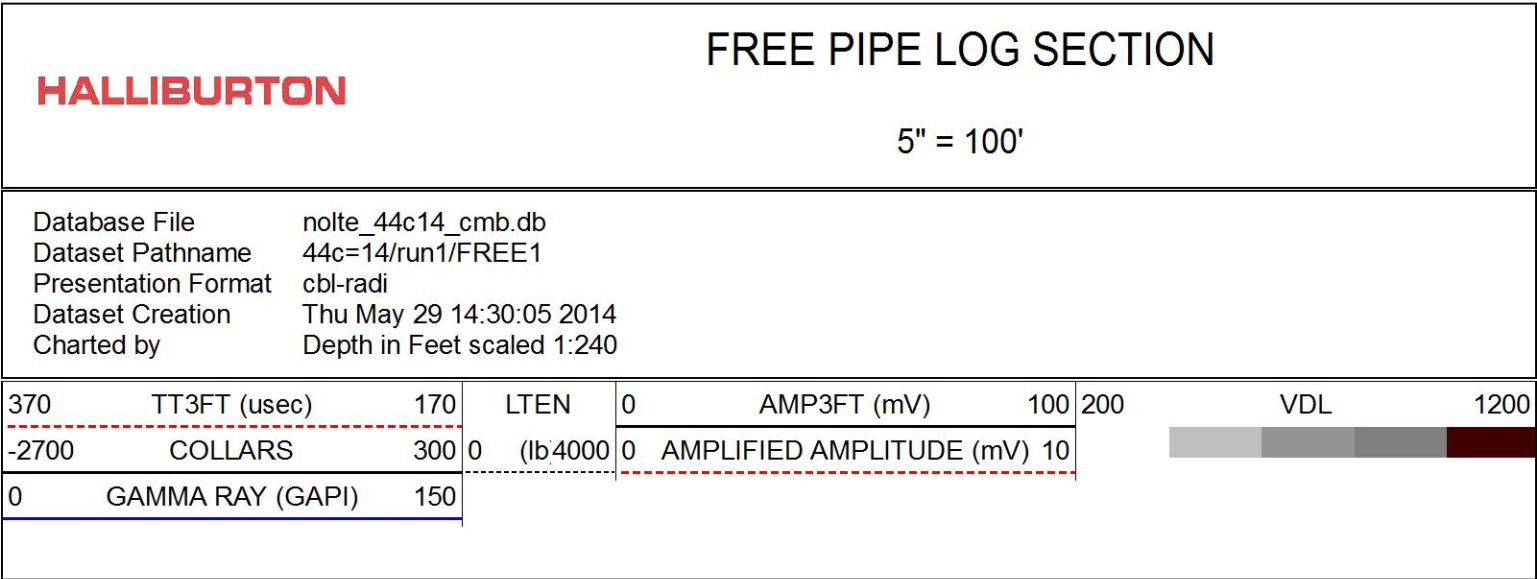 FREE PIPE LOG SECTION
HALLIBURTON
5" = 100'
Database File nolte_44c14_cmb.db
Dataset Pathname 44c=14/run1/FREE1
Presentation Format cbl-radi
Dataset Creation Thu May 29 14:30:05 2014
Charted by Depth in Feet scaled 1:240
370 TT3FT (usec) 170 LTEN 0 AMP3FT (mV) 100 200 VDL 1200
-2700 COLLARS 300 0 (lb 4000 0 AMPLIFIED AMPLITUDE (mV) 10
0 GAMMA RAY (GAPI) 150